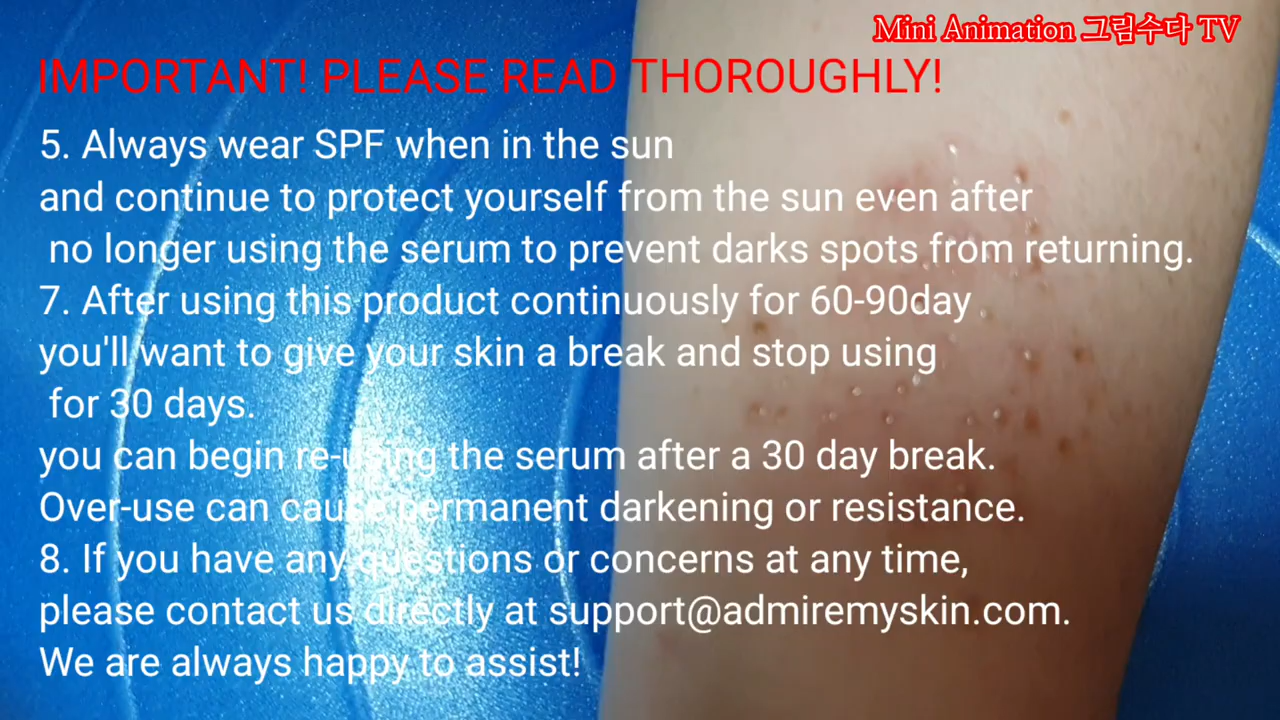 Mini Animation 그림수다 TV
IMPORTANT! PLEASE READ THOROUGHLY!
5. Always wear SPF when in the sun
and continue to protect yourself from the sun even after
no longer using the serum to prevent darks spots from returning.
7. After using this product continuously for 60-90day
you'll want to give your skin a break and stop using
for 30 days.
you can begin re-using the serum after a 30 day break.
Over-use can cause permanent darkening or resistance.
8. If you have any questions or concerns at any time,
please contact us directly at support@admiremyskin.com.
We are always happy to assist!